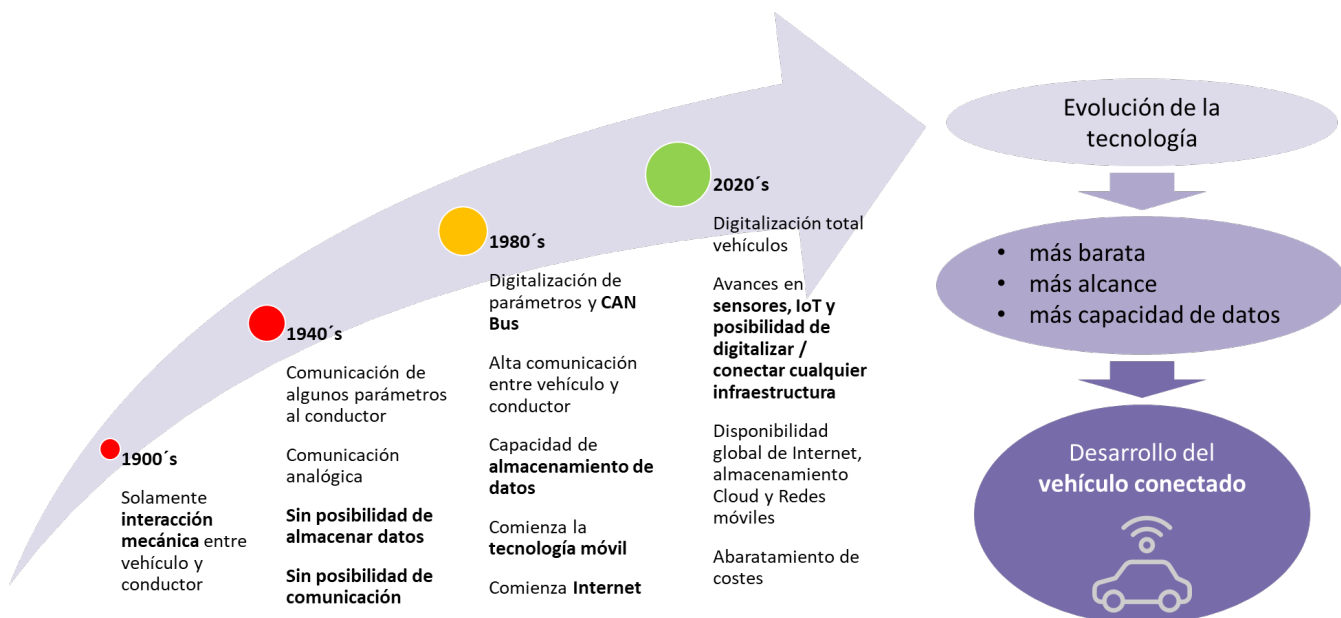 1900´s
Solamente
interacción
mecánica entre
vehículo y
conductor
1940´s
Comunicación de
algunos parámetros
al conductor
Comunicación
analógica
Sin posibilidad de
almacenar datos
Sin posibilidad de
comunicación
1980´s
Digitalización de
parámetros y CAN
Bus
Alta comunicación
entre vehículo y
conductor
Capacidad de
almacenamiento de
datos
Comienza la
tecnología móvil
Comienza Internet
2020´s
Digitalización total
vehículos
Avances en
sensores, IoT y
posibilidad de
digitalizar /
conectar cualquier
infraestructura
Disponibilidad
global de Internet,
almacenamiento
Cloud y Redes
móviles
Abaratamiento de
costes
Evolución de la
tecnología
• más barata
• más alcance
• más capacidad de datos
Desarrollo del
vehículo conectado